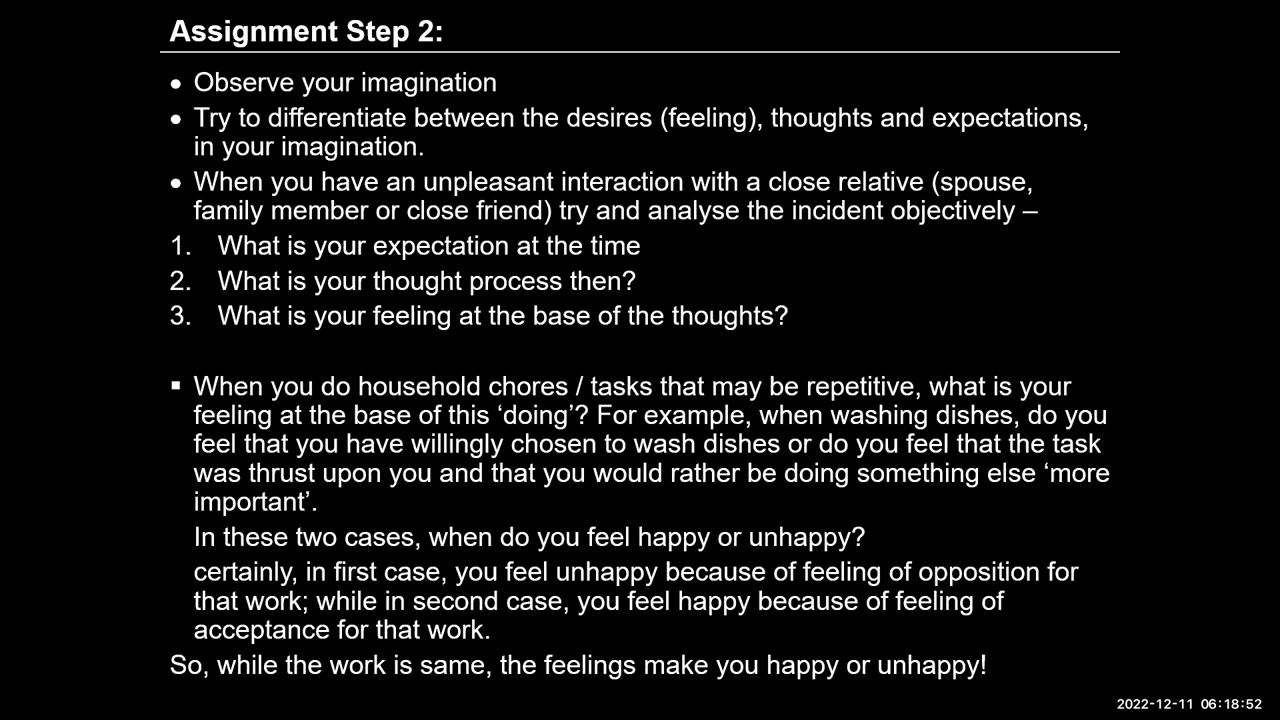 Assignment Step 2:
• Observe your imagination
• Try to differentiate between the desires (feeling), thoughts and expectations,
in your imagination.
• When you have an unpleasant interaction with a close relative (spouse,
family member or close friend) try and analyse the incident objectively –
1. What is your expectation at the time
2. What is your thought process then?
3. What is your feeling at the base of the thoughts?
▪ When you do household chores / tasks that may be repetitive, what is your
feeling at the base of this ‘doing’? For example, when washing dishes, do you
feel that you have willingly chosen to wash dishes or do you feel that the task
was thrust upon you and that you would rather be doing something else ‘more
important’.
In these two cases, when do you feel happy or unhappy?
certainly, in first case, you feel unhappy because of feeling of opposition for
that work; while in second case, you feel happy because of feeling of
acceptance for that work.
So, while the work is same, the feelings make you happy or unhappy!
2022-12-11 06:18:52